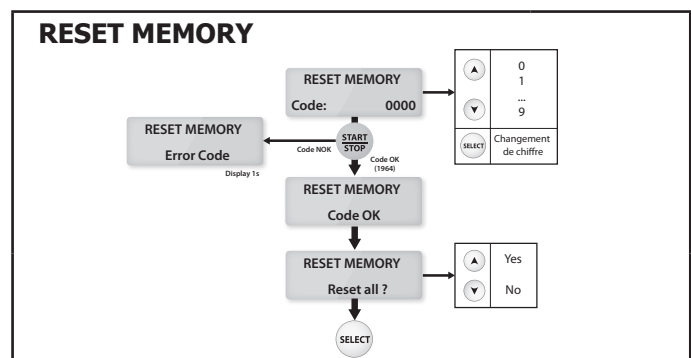 RESET MEMORY
RESET MEMORY
Code: 0000
0
1
...
9
SELECT
Changement
de chiffre
START
STOP
Code NOK
Code OK
(1964)
RESET MEMORY
Error Code
Display 1s
RESET MEMORY
Code OK
RESET MEMORY
Reset all ?
Yes
No
SELECT